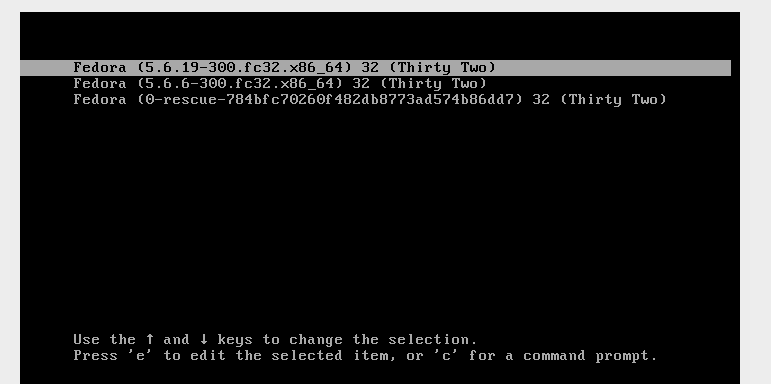 Fedora (5.6.19-300.fc32.x86_64) 32 (Thirty Two)
Fedora (5.6.6-300.fc32.x86_64) 32 (Thirty Two)
Fedora (0-rescue-784bfc70260f482db8773ad574b86dd7) 32 (Thirty Two)
Use the ↑ and ↓ keys to change the selection.
Press 'e' to edit the selected item, or 'c' for a command prompt.